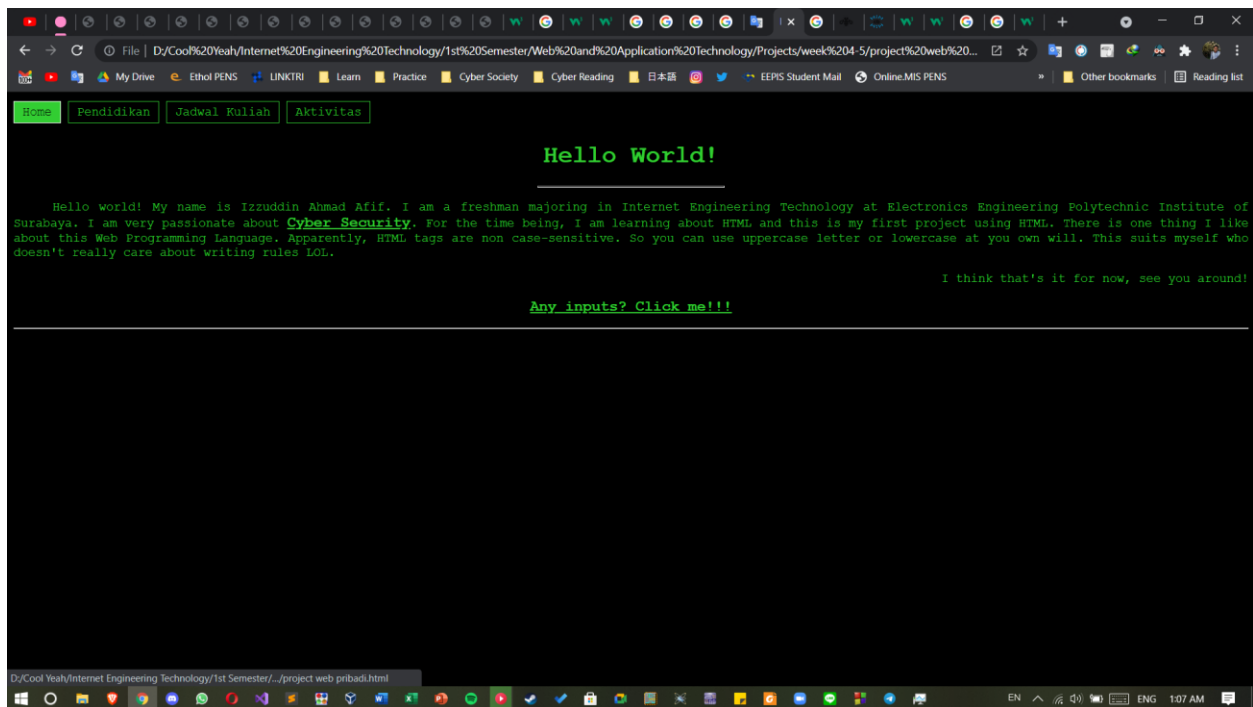 File | D:/Cool%20Yeah/Internet%20Engineering%20Technology/1st%20Semester/Web%20and%20Application%20Technology/Projects/week%204-5/project%20web%20...
My Drive Ethol PENS LINKTRI Learn Practice Cyber Society Cyber Reading 日本語 EEPIS Student Mail Online.MIS PENS » Other bookmarks Reading list
Home Pendidikan Jadwal Kuliah Aktivitas
Hello World!
Hello world! My name is Izzuddin Ahmad Afif. I am a freshman majoring in Internet Engineering Technology at Electronics Engineering Polytechnic Institute of
Surabaya. I am very passionate about Cyber Security. For the time being, I am learning about HTML and this is my first project using HTML. There is one thing I like
about this Web Programming Language. Apparently, HTML tags are non case-sensitive. So you can use uppercase letter or lowercase at you own will. This suits myself who
doesn't really care about writing rules LOL.
I think that's it for now, see you around!
Any inputs? Click me!!!
D:/Cool Yeah/Internet Engineering Technology/1st Semester/.../project web pribadi.html
EN ENG 1:07 AM